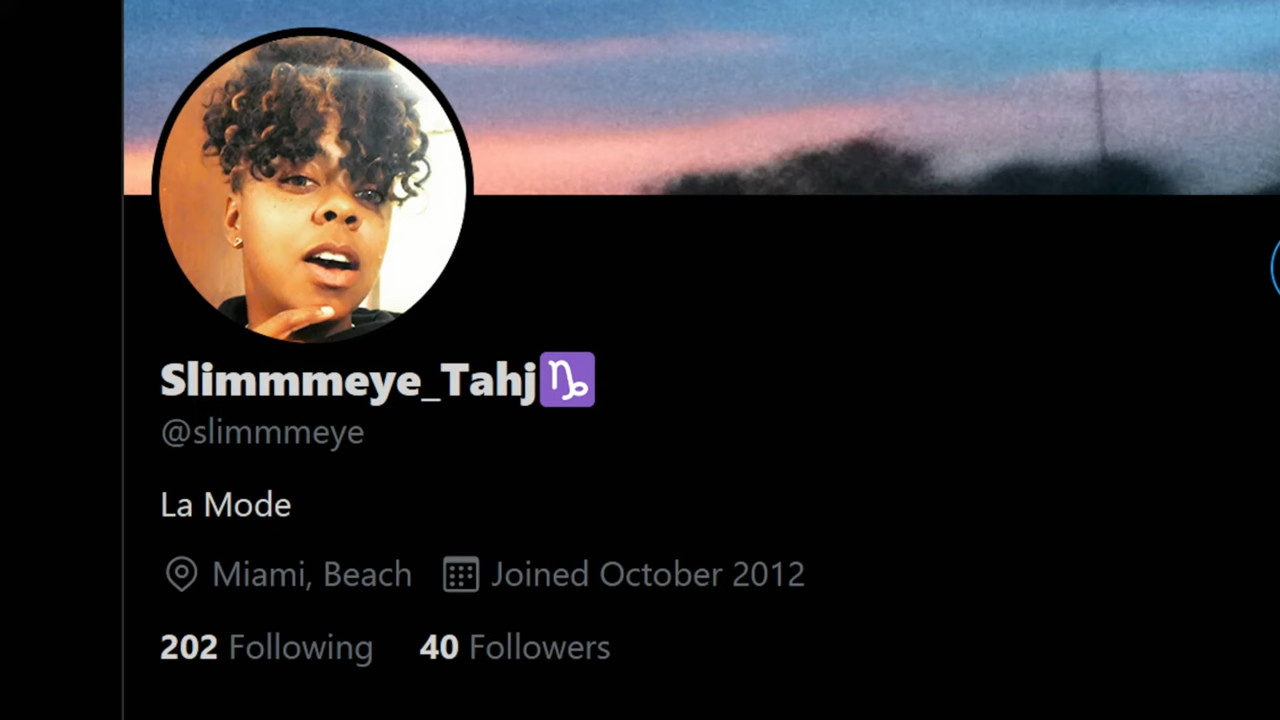 Slimmmeye_Tahj♑
@slimmmeye
La Mode
Miami, Beach Joined October 2012
202 Following 40 Followers